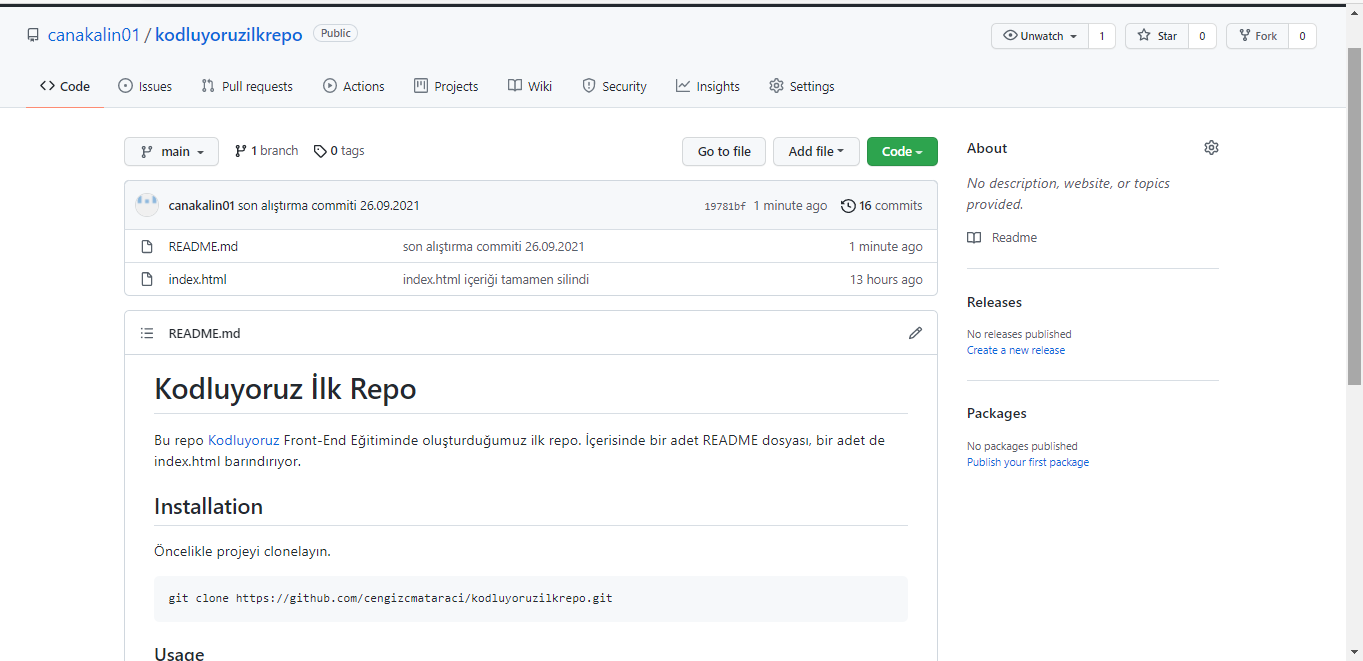 canakalin01 / kodluyoruzilkrepo Public Unwatch 1 Star 0 Fork 0
Code Issues Pull requests Actions Projects Wiki Security Insights Settings
main 1 branch 0 tags Go to file Add file Code
canakalin01 son alıştırma commiti 26.09.2021 19781bf 1 minute ago 16 commits
README.md son alıştırma commiti 26.09.2021 1 minute ago
index.html index.html içeriği tamamen silindi 13 hours ago
README.md
Kodluyoruz İlk Repo
Bu repo Kodluyoruz Front-End Eğitiminde oluşturduğumuz ilk repo. İçerisinde bir adet README dosyası, bir adet de
index.html barındırıyor.
Installation
Öncelikle projeyi clonelayın.
git clone https://github.com/cengizcmataraci/kodluyoruzilkrepo.git
Usage
About
No description, website, or topics
provided.
Readme
Releases
No releases published
Create a new release
Packages
No packages published
Publish your first package